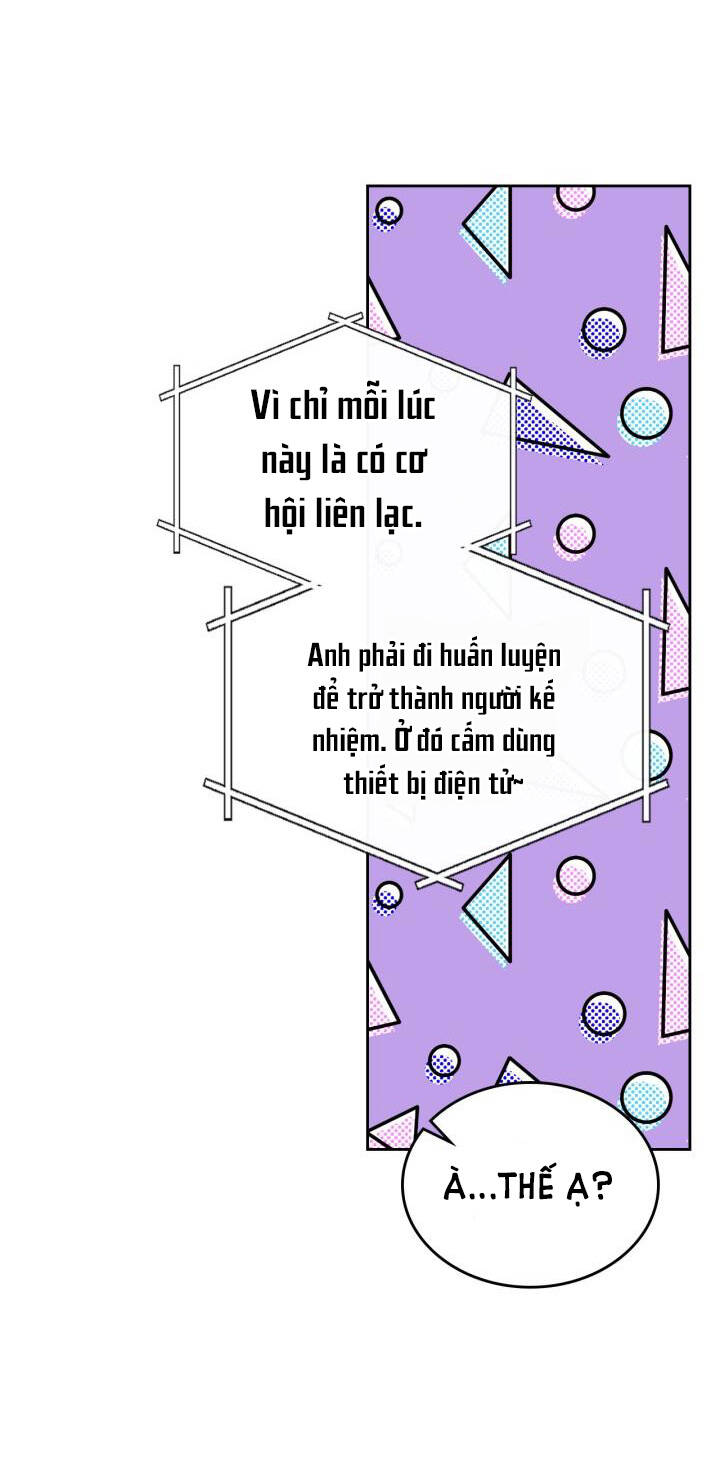 Vì chỉ mỗi lúc
này là có cơ
hội liên lạc.
Anh phải đi huấn luyện
để trở thành người kế
nhiệm. Ở đó cấm dùng
thiết bị điện tử~
À...THẾ Ạ?